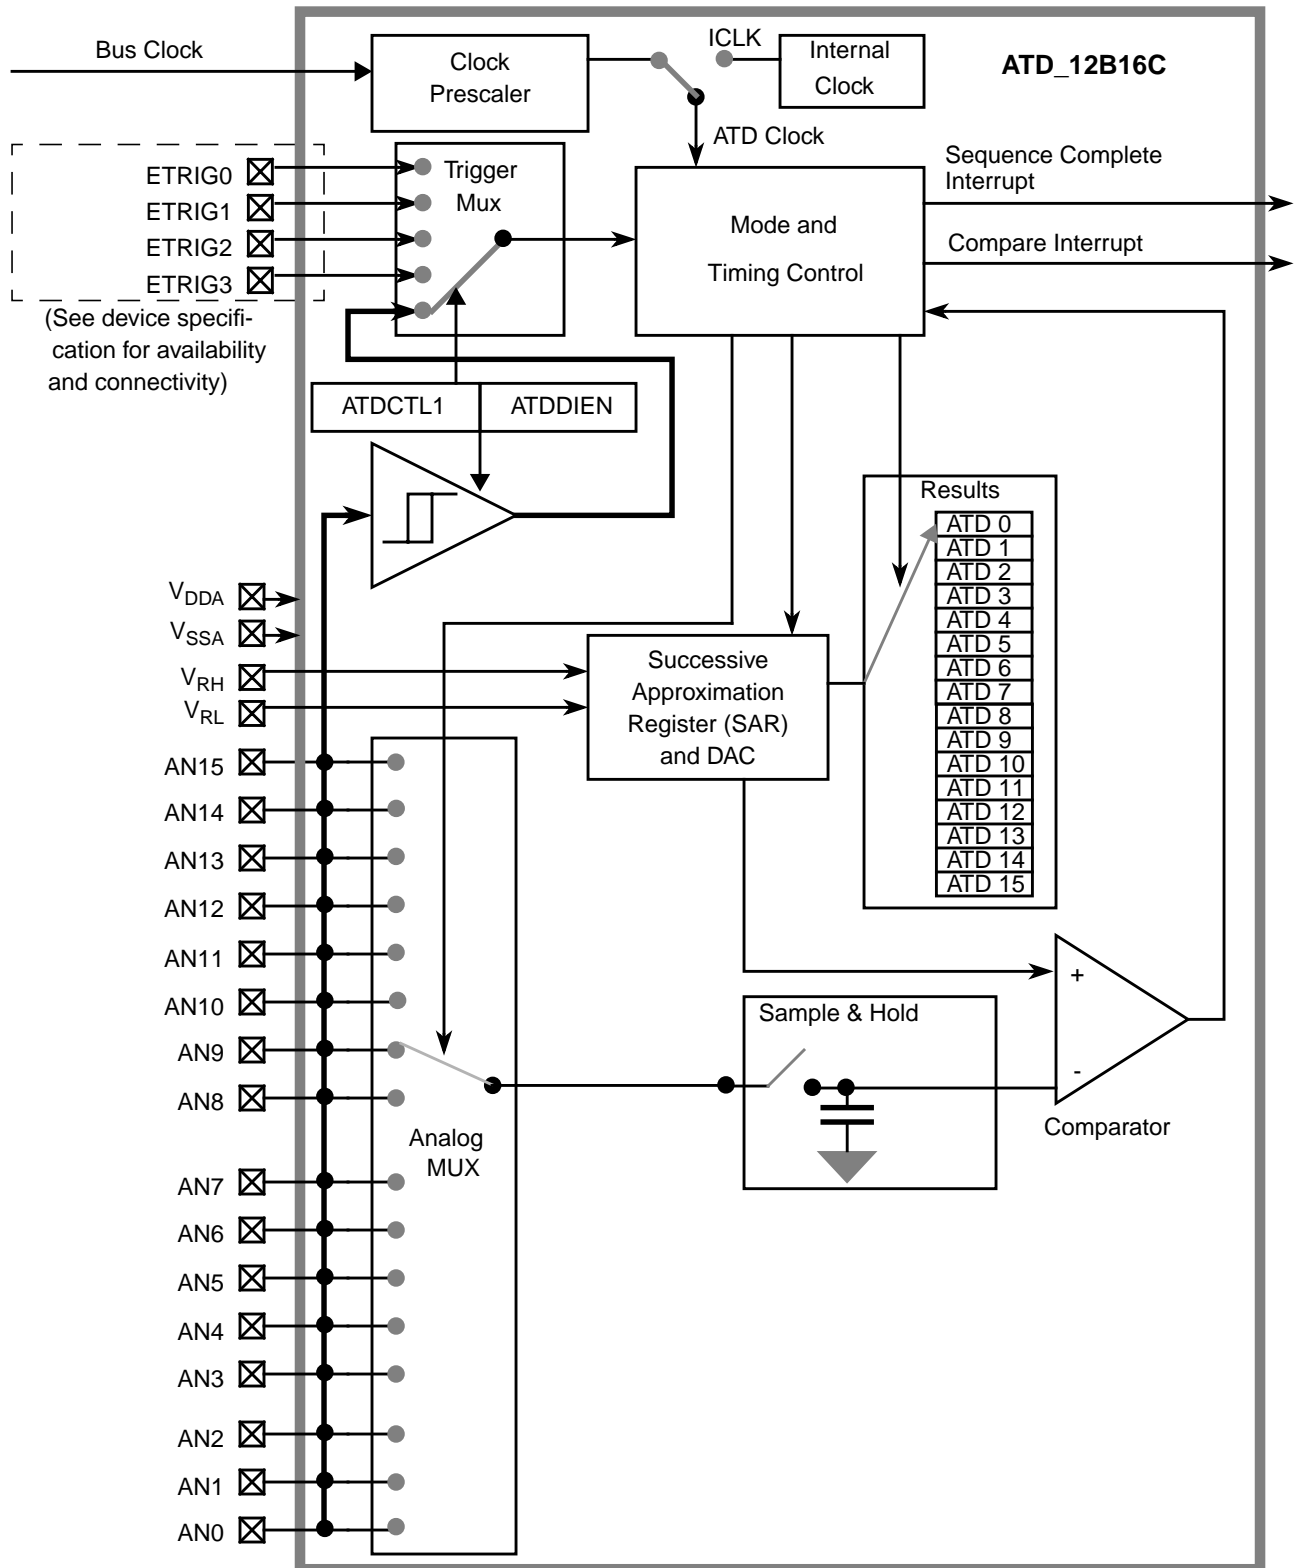 Bus Clock
Clock
Prescaler
ICLK
Internal
Clock
ATD_12B16C
ATD Clock
ETRIG0
ETRIG1
ETRIG2
ETRIG3
(See device specifi-
cation for availability
and connectivity)
Trigger
Mux
Mode and
Timing Control
Sequence Complete
Interrupt
Compare Interrupt
ATDCTL1
ATDDIEN
Results
ATD 0
ATD 1
ATD 2
ATD 3
ATD 4
ATD 5
ATD 6
ATD 7
ATD 8
ATD 9
ATD 10
ATD 11
ATD 12
ATD 13
ATD 14
ATD 15
VDDA
VSSA
VRH
VRL
Successive
Approximation
Register (SAR)
and DAC
AN15
AN14
AN13
AN12
AN11
AN10
AN9
AN8
AN7
AN6
AN5
AN4
AN3
AN2
AN1
AN0
Analog
MUX
Sample & Hold
+
-
Comparator